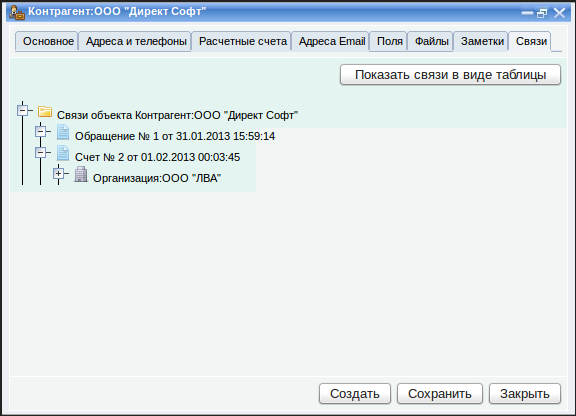 Контрагент:ООО "Директ Софт"
Основное Адреса и телефоны Расчетные счета Адреса Email Поля Файлы Заметки Связи
Показать связи в виде таблицы
Связи объекта Контрагент:ООО "Директ Софт"
Обращение № 1 от 31.01.2013 15:59:14
Счет № 2 от 01.02.2013 00:03:45
Организация:ООО "ЛВА"
Создать Сохранить Закрыть